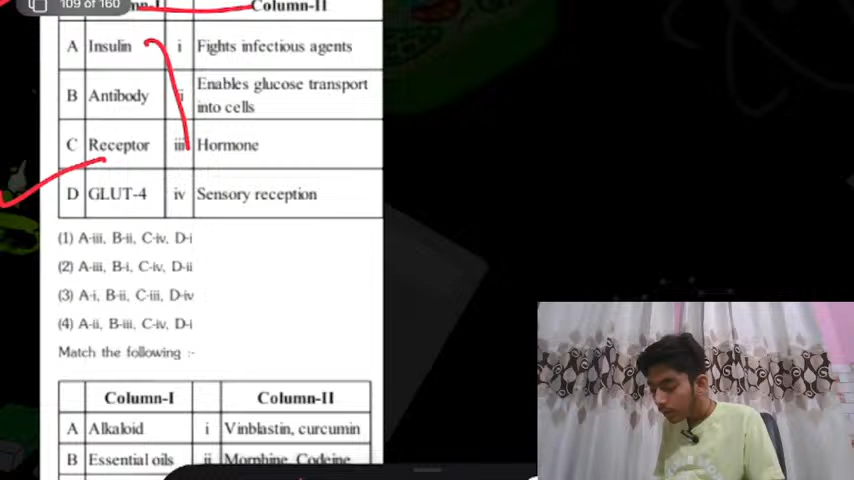 109 of 160
Column-II
A Insulin i Fights infectious agents
B Antibody Enables glucose transport into cells
C Receptor iii Hormone
D GLUT-4 iv Sensory reception
(1) A-iii, B-ii, C-iv, D-i
(2) A-iii, B-i, C-iv, D-ii
(3) A-i, B-ii, C-iii, D-iv
(4) A-ii, B-iii, C-iv, D-i
Match the following :-
Column-I Column-II
A Alkaloid i Vinblastin, curcumin
B Essential oils ii Morphine, Codeine